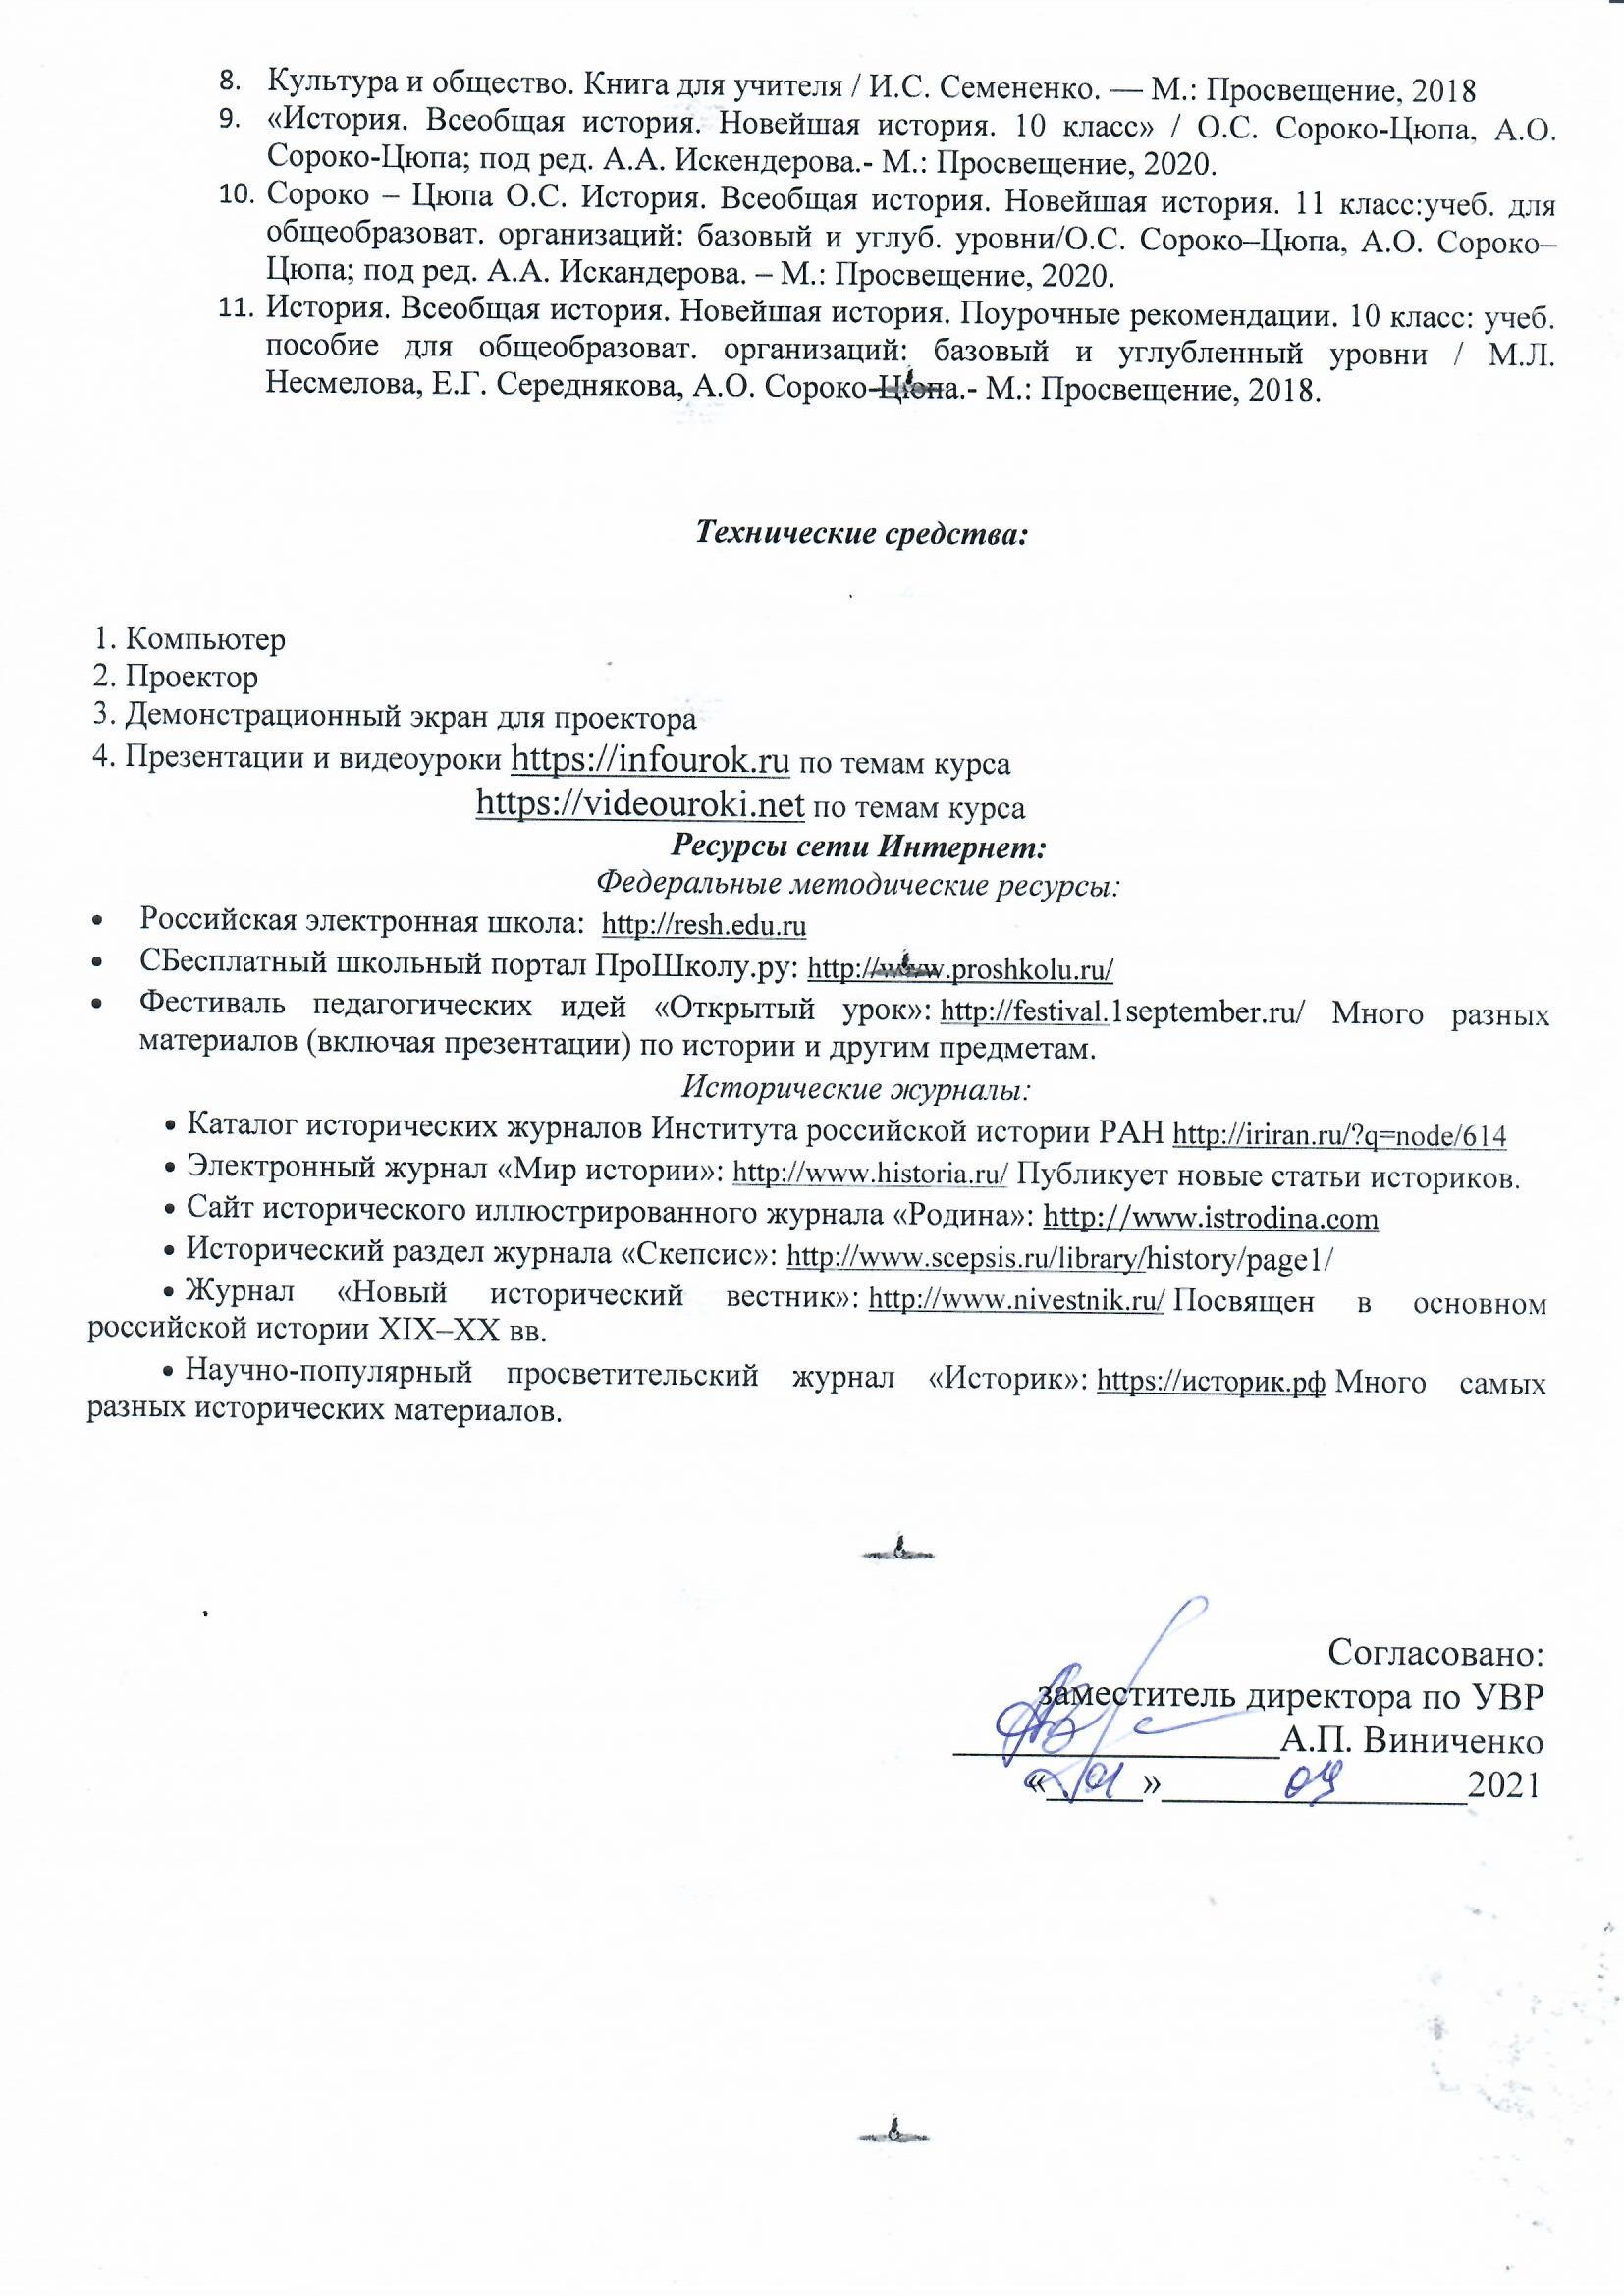 8. Культура и общество. Книга для учителя / И.С. Семененко. — М.: Просвещение, 2018
9. «История. Всеобщая история. Новейшая история. 10 класс» / О.С. Сороко-Цюпа, А.О.
Сороко-Цюпа; под ред. А.А. Искендерова.- М.: Просвещение, 2020.
10. Сороко – Цюпа О.С. История. Всеобщая история. Новейшая история. 11 класс:учеб. для
общеобразоват. организаций: базовый и углуб. уровни/О.С. Сороко–Цюпа, А.О. Сороко–
Цюпа; под ред. А.А. Искандерова. – М.: Просвещение, 2020.
11. История. Всеобщая история. Новейшая история. Поурочные рекомендации. 10 класс: учеб.
пособие для общеобразоват. организаций: базовый и углубленный уровни / М.Л.
Несмелова, Е.Г. Середнякова, А.О. Сороко-Цюпа.- М.: Просвещение, 2018.
Технические средства:
1. Компьютер
2. Проектор
3. Демонстрационный экран для проектора
4. Презентации и видеоуроки https://infourok.ru по темам курса
https://videouroki.net по темам курса
Ресурсы сети Интернет:
Федеральные методические ресурсы:
• Российская электронная школа: http://resh.edu.ru
• СБесплатный школьный портал ПроШколу.ру: http://www.proshkolu.ru/
• Фестиваль педагогических идей «Открытый урок»: http://festival.1september.ru/ Много разных
материалов (включая презентации) по истории и другим предметам.
Исторические журналы:
• Каталог исторических журналов Института российской истории РАН http://iriran.ru/?q=node/614
• Электронный журнал «Мир истории»: http://www.historia.ru/ Публикует новые статьи историков.
• Сайт исторического иллюстрированного журнала «Родина»: http://www.istrodina.com
• Исторический раздел журнала «Скепсис»: http://www.scepsis.ru/library/history/page1/
• Журнал «Новый исторический вестник»: http://www.nivestnik.ru/ Посвящен в основном
российской истории XIX–XX вв.
• Научно-популярный просветительский журнал «Историк»: https://историк.рф Много самых
разных исторических материалов.
Согласовано:
заместитель директора по УВР
А.П. Виниченко
« » 2021